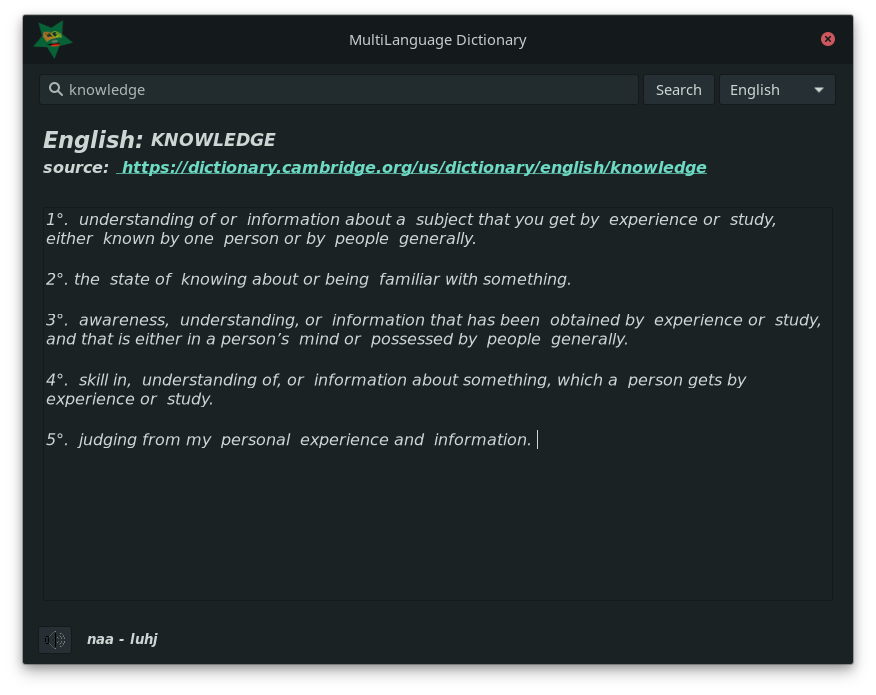 MultiLanguage Dictionary
knowledge
Search
English
English: KNOWLEDGE
source: https://dictionary.cambridge.org/us/dictionary/english/knowledge
1°. understanding of or information about a subject that you get by experience or study,
either known by one person or by people generally.
2°. the state of knowing about or being familiar with something.
3°. awareness, understanding, or information that has been obtained by experience or study,
and that is either in a person’s mind or possessed by people generally.
4°. skill in, understanding of, or information about something, which a person gets by
experience or study.
5°. judging from my personal experience and information.
naa - luhj